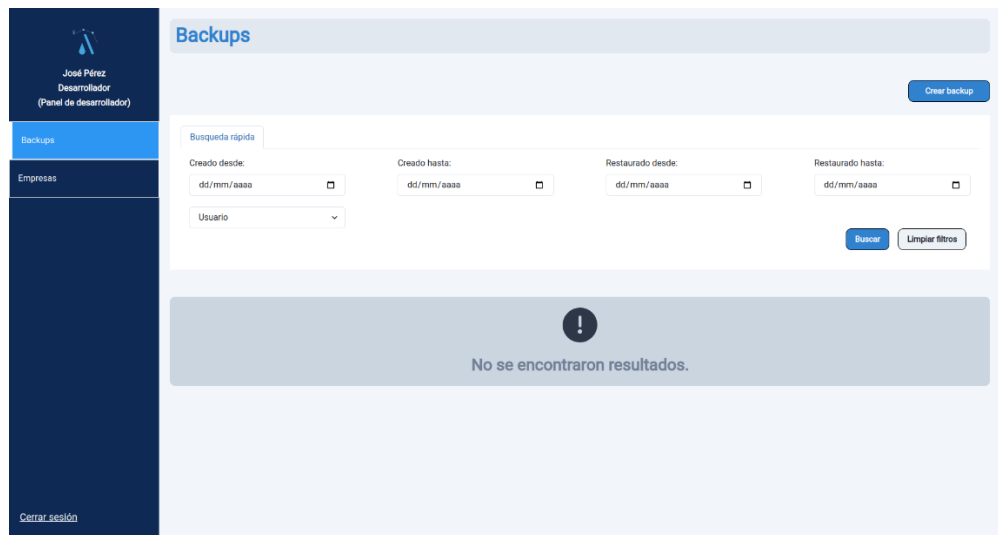 José Pérez
Desarrollador
(Panel de desarrollador)
Backups
Empresas
Cerrar sesión
Backups
Crear backup
Busqueda rápida
Creado desde:
Creado hasta:
Restaurado desde:
Restaurado hasta:
dd/mm/aaaa
dd/mm/aaaa
dd/mm/aaaa
dd/mm/aaaa
Usuario
Buscar
Limpiar filtros
No se encontraron resultados.